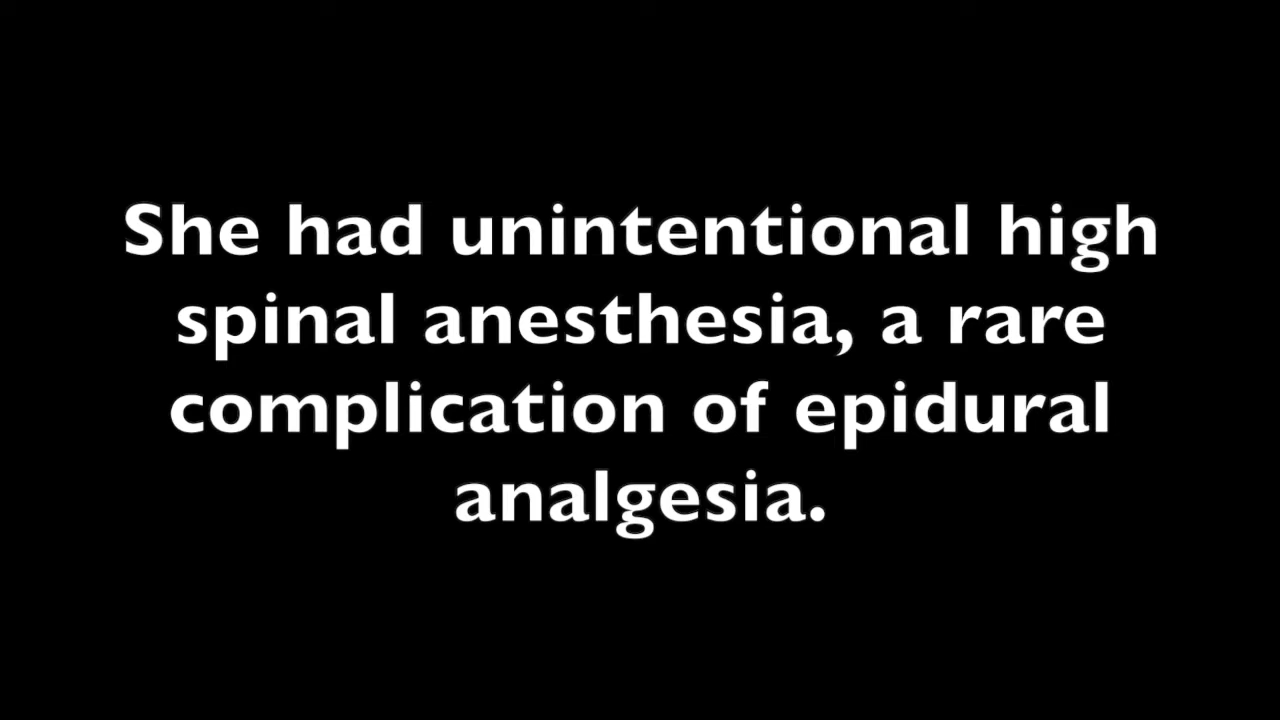 She had unintentional high
spinal anesthesia, a rare
complication of epidural
analgesia.